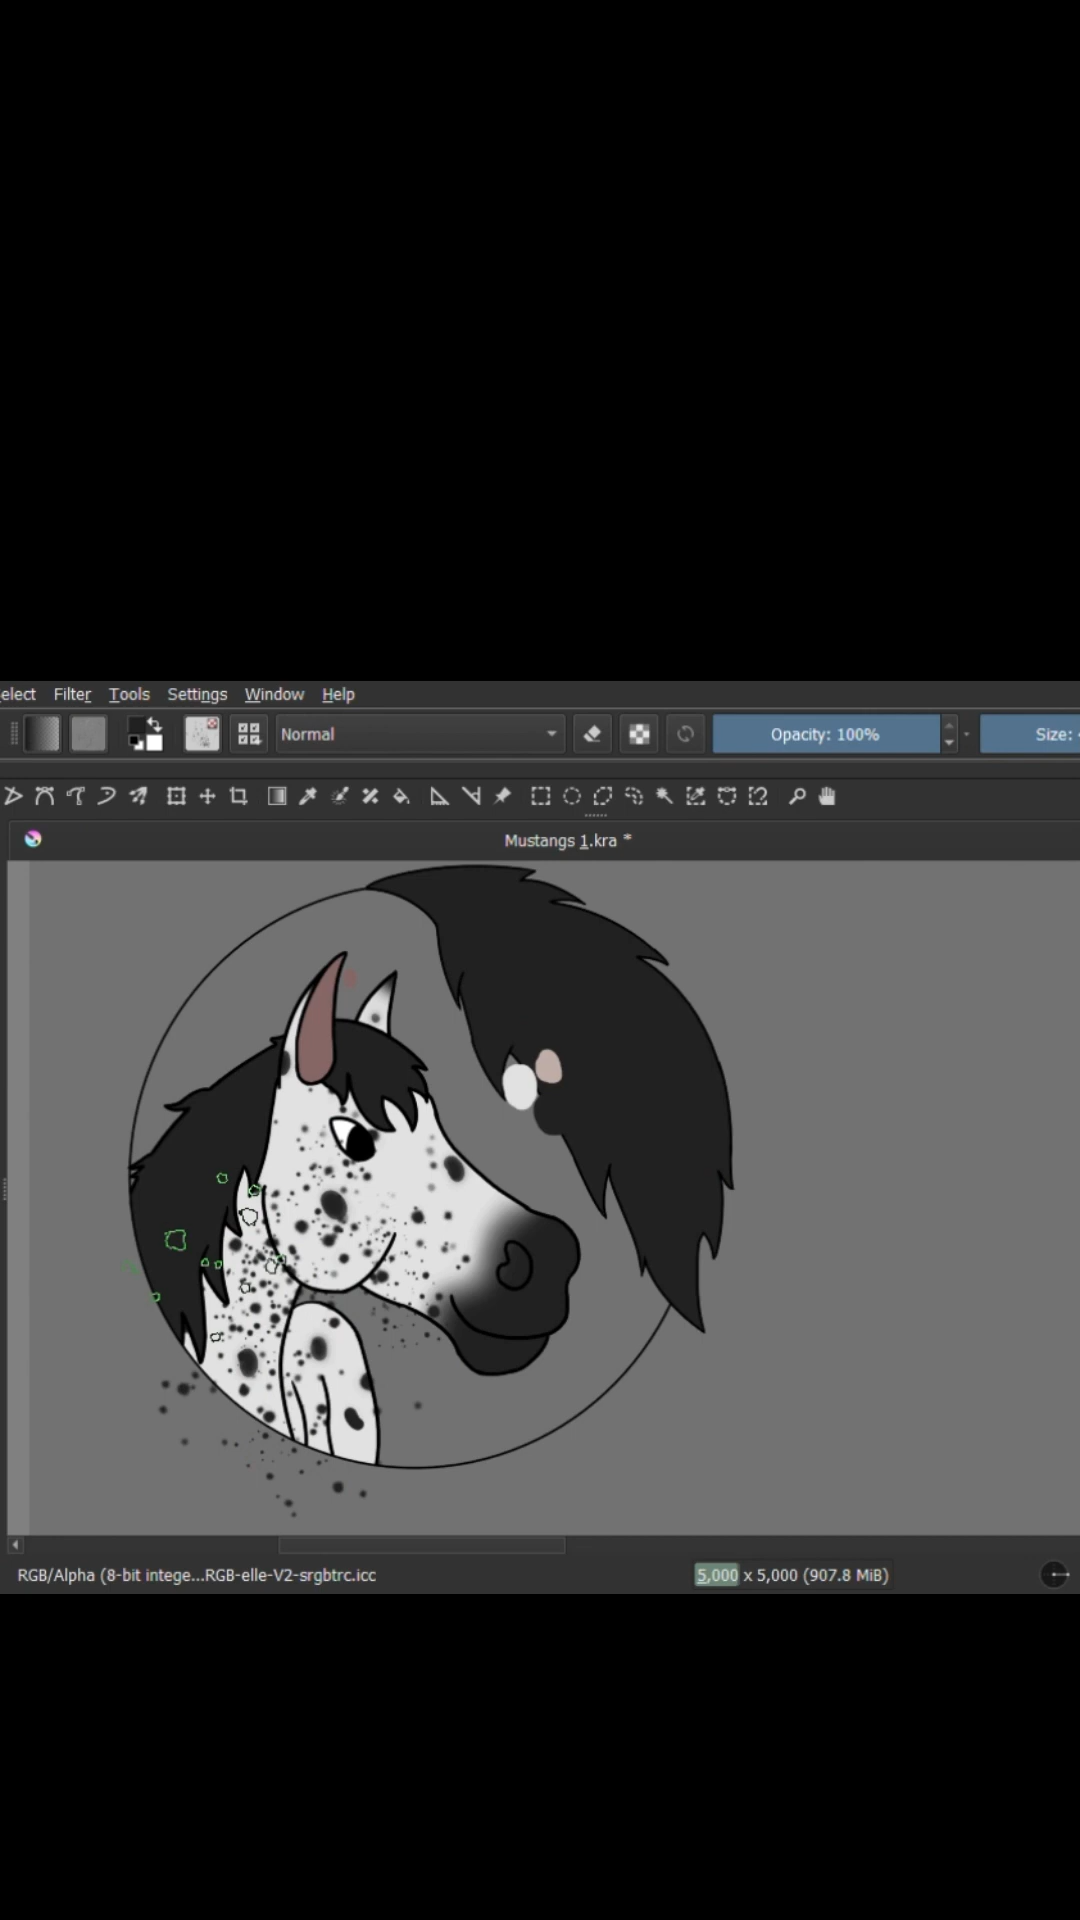 elect Filter Tools Settings Window Help
Normal Opacity: 100% Size:
Mustangs 1.kra *
RGB/Alpha (8-bit intege...RGB-elle-V2-srgbtrc.icc 5,000 x 5,000 (907.8 MiB)